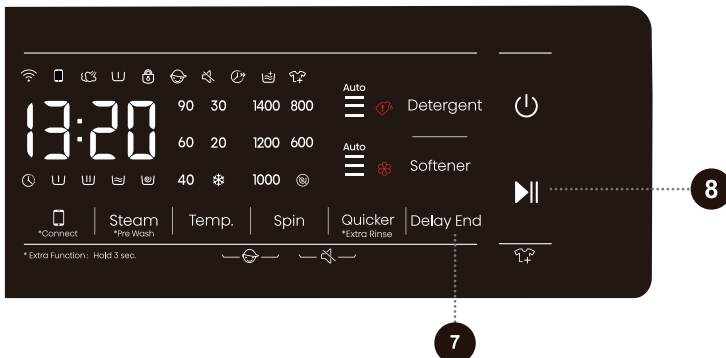 Auto
13:20
90 30 1400 800
Detergent
60 20 1200 600
Auto
Softener
40 1000
8
Steam Temp. Spin Quicker Delay End
*Connect *Pre Wash *Extra Rinse
* Extra Function: Hold 3 sec.
7